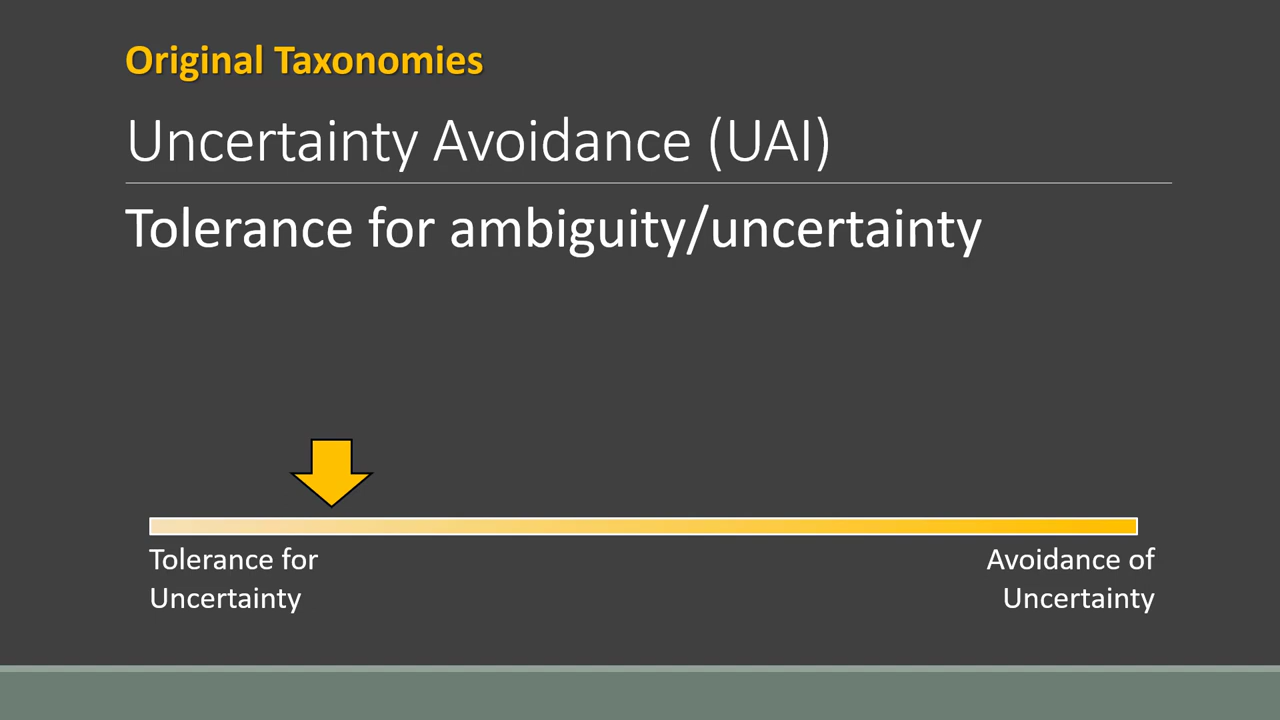 Original Taxonomies
Uncertainty Avoidance (UAI)
Tolerance for ambiguity/uncertainty
Tolerance for
Uncertainty
Avoidance of
Uncertainty